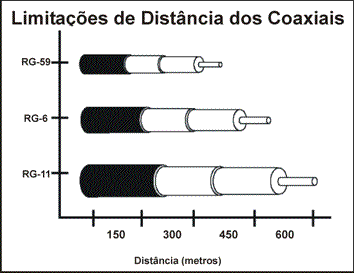 Limitações de Distância dos Coaxiais
RG-59
RG-6
RG-11
150 300 450 600
Distância (metros)